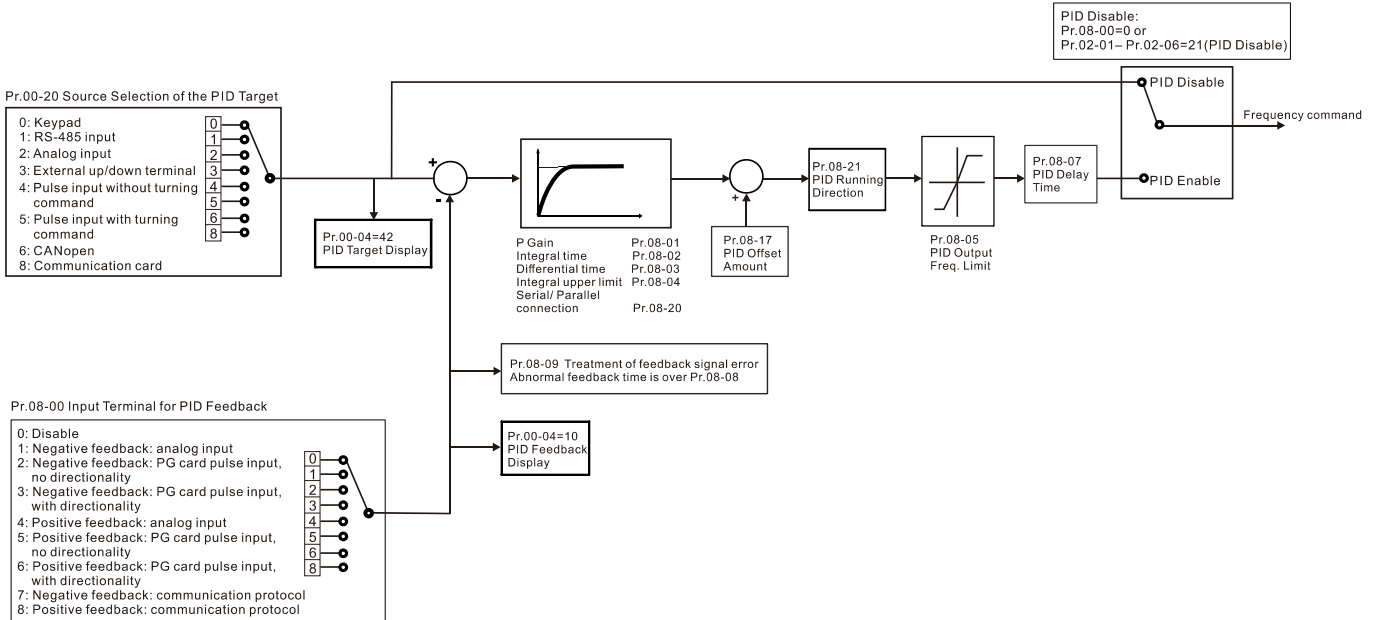 PID Disable:
Pr.08-00=0 or
Pr.02-01– Pr.02-06=21(PID Disable)
Pr.00-20 Source Selection of the PID Target
0: Keypad
1: RS-485 input
2: Analog input
3: External up/down terminal
4: Pulse input without turning
command
5: Pulse input with turning
command
6: CANopen
8: Communication card
0
1
2
3
4
5
6
8
PID Disable
Frequency command
PID Enable
+
-
Pr.00-04=42
PID Target Display
P Gain Pr.08-01
Integral time Pr.08-02
Differential time Pr.08-03
Integral upper limit Pr.08-04
Serial/ Parallel
connection Pr.08-20
+
Pr.08-17
PID Offset
Amount
Pr.08-21
PID Running
Direction
Pr.08-05
PID Output
Freq. Limit
Pr.08-07
PID Delay
Time
Pr.08-09 Treatment of feedback signal error
Abnormal feedback time is over Pr.08-08
Pr.00-04=10
PID Feedback
Display
Pr.08-00 Input Terminal for PID Feedback
0: Disable
1: Negative feedback: analog input
2: Negative feedback: PG card pulse input,
no directionality
3: Negative feedback: PG card pulse input,
with directionality
4: Positive feedback: analog input
5: Positive feedback: PG card pulse input,
no directionality
6: Positive feedback: PG card pulse input,
with directionality
7: Negative feedback: communication protocol
8: Positive feedback: communication protocol
0
1
2
3
4
5
6
8